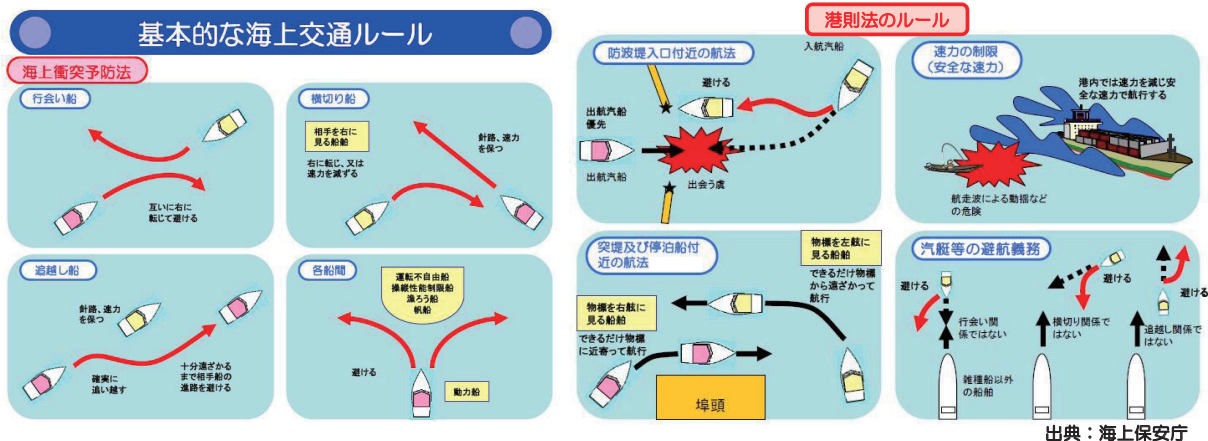 基本的な海上交通ルール
海上衝突予防法
行会い船
互いに右に
転じて避ける
横切り船
相手を右に
見る船舶
右に転じ、又は
速力を減ずる
針路、速力
を保つ
追越し船
針路、速力
を保つ
確実に
追い越す
十分遠ざかる
まで相手船の
進路を避ける
各船間
運転不自由船
操縦性能制限船
漁ろう船
帆船
避ける
動力船
港則法のルール
防波堤入口付近の航法
入航汽船
避ける
出航汽船
優先
出航汽船
出会う虞
速力の制限
(安全な速力)
港内では速力を減じ安
全な速力で航行する
航走波による動揺など
の危険
突堤及び停泊船付
近の航法
物標を左舷に
見る船舶
できるだけ物標
から遠ざかって
航行
物標を右舷に
見る船舶
できるだけ物標
に近寄って航行
埠頭
汽艇等の避航義務
避ける
行会い関
係ではない
避ける
横切り関係
ではない
避ける
追越し関係で
はない
雑種船以外
の船舶
出典:海上保安庁